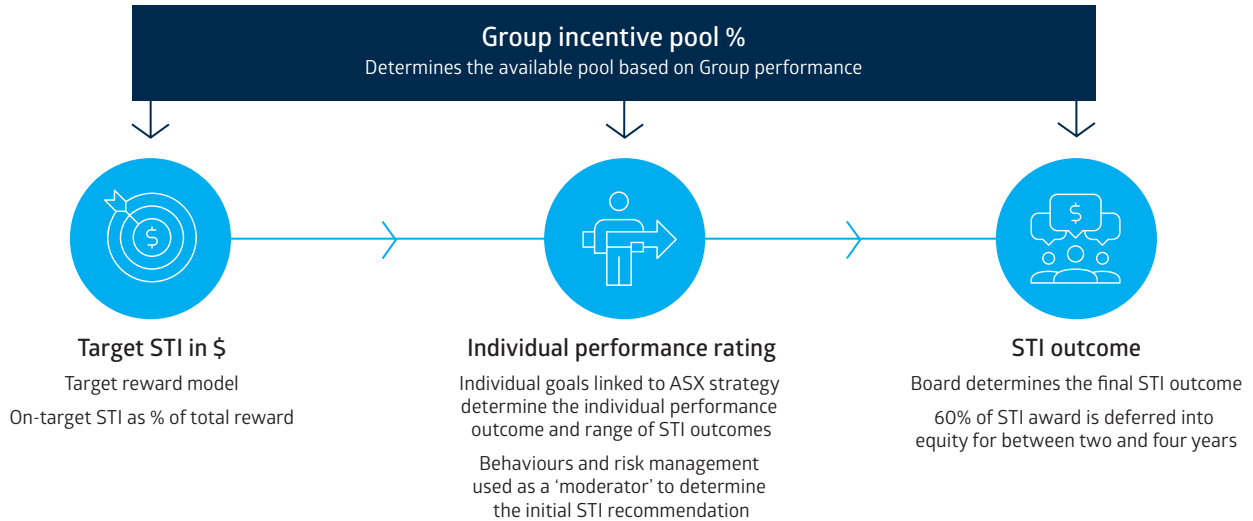 Group incentive pool %
Determines the available pool based on Group performance
$
$
Target STI in $
Target reward model
On-target STI as % of total reward
Individual performance rating
Individual goals linked to ASX strategy
determine the individual performance
outcome and range of STI outcomes
Behaviours and risk management
used as a ‘moderator’ to determine
the initial STI recommendation
STI outcome
Board determines the final STI outcome
60% of STI award is deferred into
equity for between two and four years